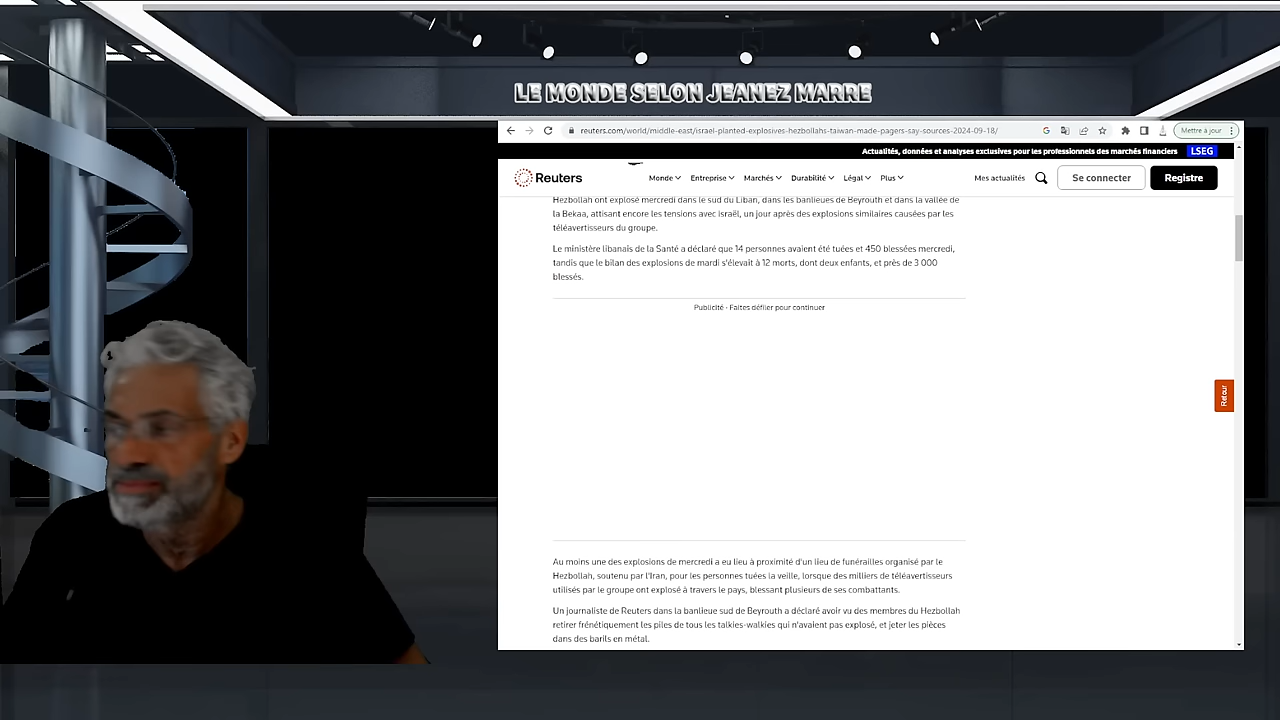 LE MONDE SELON JEANEZ MARRE
reuters.com/world/middle-east/israel-planted-explosives-hezbollahs-taiwan-made-pagers-say-sources-2024-09-18/
Mettre à jour
Actualités, données et analyses exclusives pour les professionnels des marchés financiers LSEG
Reuters Monde Entreprise Marchés Durabilité Légal Plus Mes actualités Se connecter Registre
Hezbollah ont explosé mercredi dans le sud du Liban, dans les banlieues de Beyrouth et dans la vallée de
la Bekaa, attisant encore les tensions avec Israël, un jour après des explosions similaires causées par les
téléavertisseurs du groupe.
Le ministère libanais de la Santé a déclaré que 14 personnes avaient été tuées et 450 blessées mercredi,
tandis que le bilan des explosions de mardi s'élevait à 12 morts, dont deux enfants, et près de 3 000
blessés.
Publicité · Faites défiler pour continuer
Retour
Au moins une des explosions de mercredi a eu lieu à proximité d'un lieu de funérailles organisé par le
Hezbollah, soutenu par l'Iran, pour les personnes tuées la veille, lorsque des milliers de téléavertisseurs
utilisés par le groupe ont explosé à travers le pays, blessant plusieurs de ses combattants.
Un journaliste de Reuters dans la banlieue sud de Beyrouth a déclaré avoir vu des membres du Hezbollah
retirer frénétiquement les piles de tous les talkies-walkies qui n'avaient pas explosé, et jeter les pièces
dans des barils en métal.